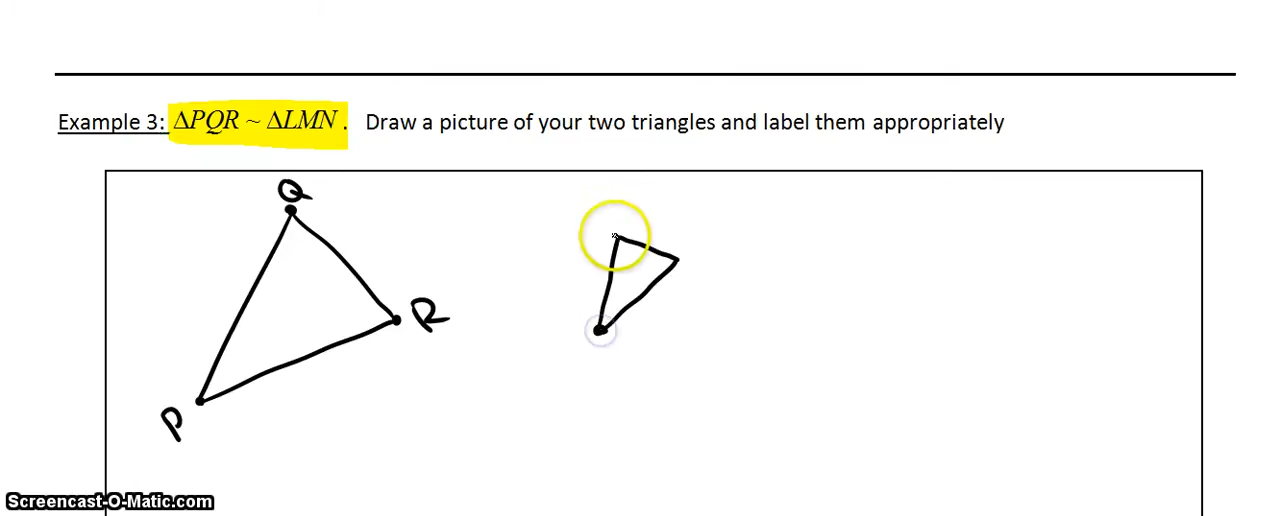 Example 3: ΔPQR ~ ΔLMN. Draw a picture of your two triangles and label them appropriately
Q
R
P
Screencast-O-Matic.com